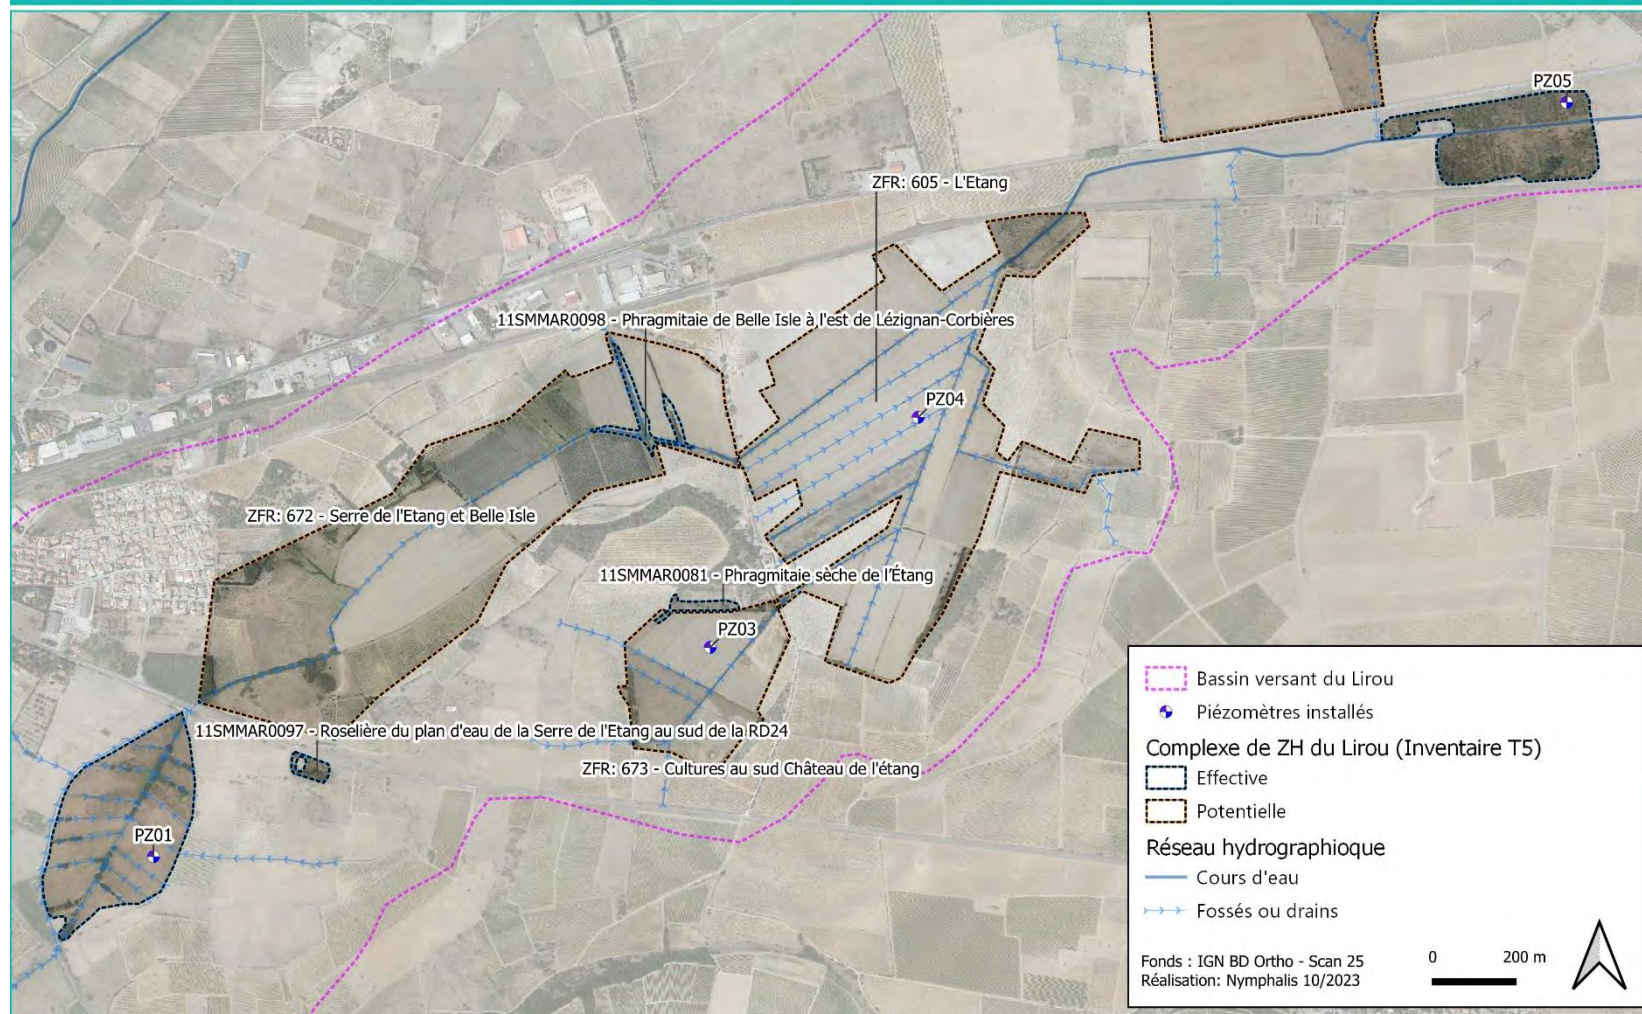 PZ05
ZFR: 605 - L'Etang
11SMMAR0098 - Phragmitaie de Belle Isle à l'est de Lézignan-Corbières
PZ04
ZFR: 672 - Serre de l'Etang et Belle Isle
11SMMAR0081 - Phragmitaie sèche de l'Étang
PZ03
11SMMAR0097 - Roselière du plan d'eau de la Serre de l'Etang au sud de la RD24
ZFR: 673 - Cultures au sud Château de l'étang
PZ01
Bassin versant du Lirou
Piézomètres installés
Complexe de ZH du Lirou (Inventaire T5)
Effective
Potentielle
Réseau hydrographioque
Cours d'eau
Fossés ou drains
Fonds : IGN BD Ortho - Scan 25
Réalisation: Nymphalis 10/2023
0 200 m